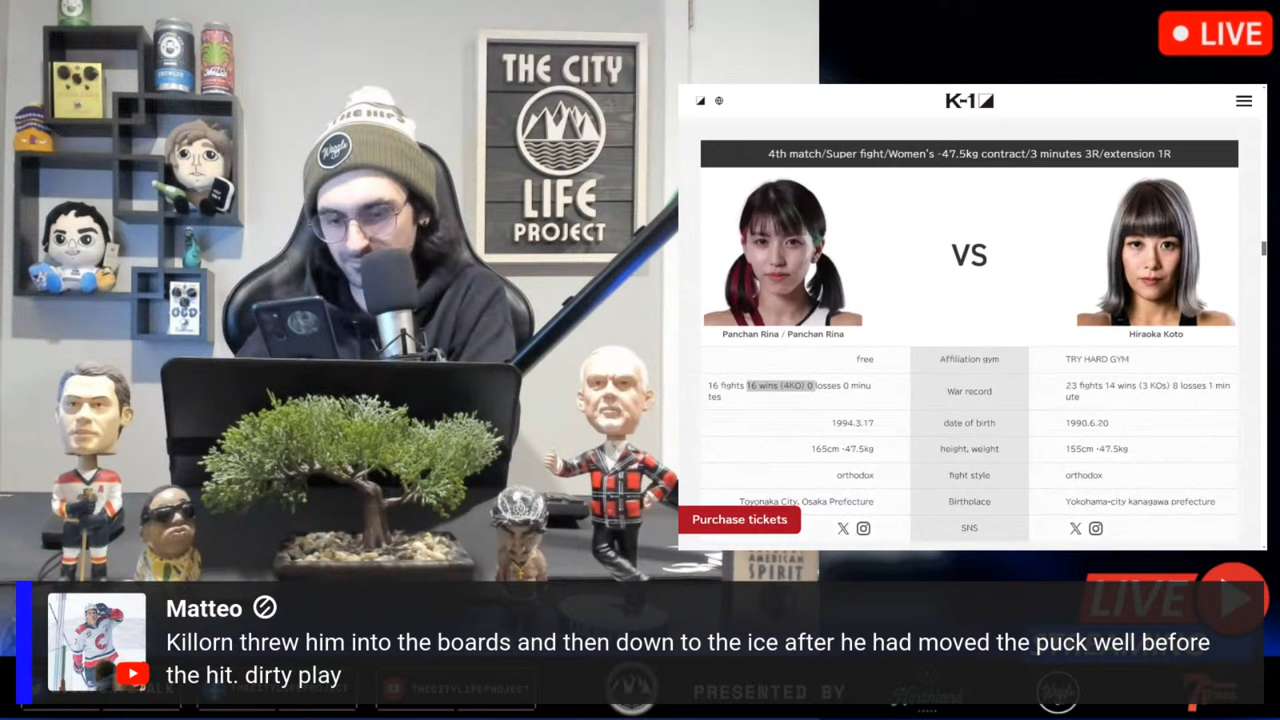 LIVE
THE CITY
LIFE
PROJECT
Waggle
OCD
K-1
4th match/Super fight/Women's -47.5kg contract/3 minutes 3R/extension 1R
VS
Panchan Rina / Panchan Rina
Hiraoka Koto
free
Affiliation gym
TRY HARD GYM
16 fights 16 wins (4KO) 0 losses 0 minu
tes
War record
23 fights 14 wins (3 KOs) 8 losses 1 min
ute
1994.3.17
date of birth
1990.6.20
165cm -47.5kg
height, weight
155cm -47.5kg
orthodox
fight style
orthodox
Toyonaka City, Osaka Prefecture
Birthplace
Yokohama-city kanagawa prefecture
Purchase tickets
SNS
AMERICAN
SPIRIT
LIVE
Matteo
Killorn threw him into the boards and then down to the ice after he had moved the puck well before
the hit. dirty play
THECITYLIFEPROJECT
PRESENTED BY
Northland
Waggle